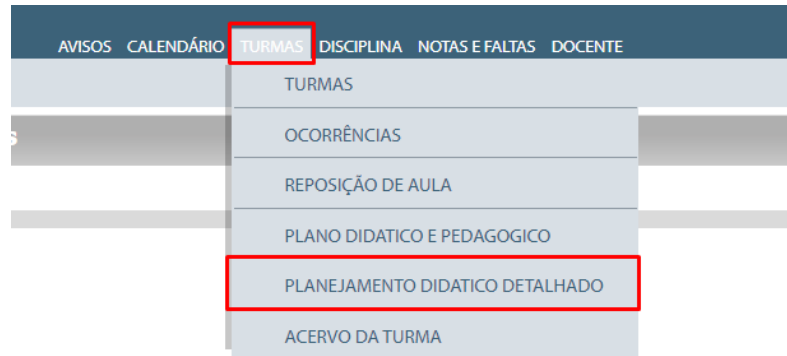 AVISOS CALENDÁRIO TURMAS DISCIPLINA NOTAS E FALTAS DOCENTE
TURMAS
S
OCORRÊNCIAS
REPOSIÇÃO DE AULA
PLANO DIDATICO E PEDAGOGICO
PLANEJAMENTO DIDATICO DETALHADO
ACERVO DA TURMA